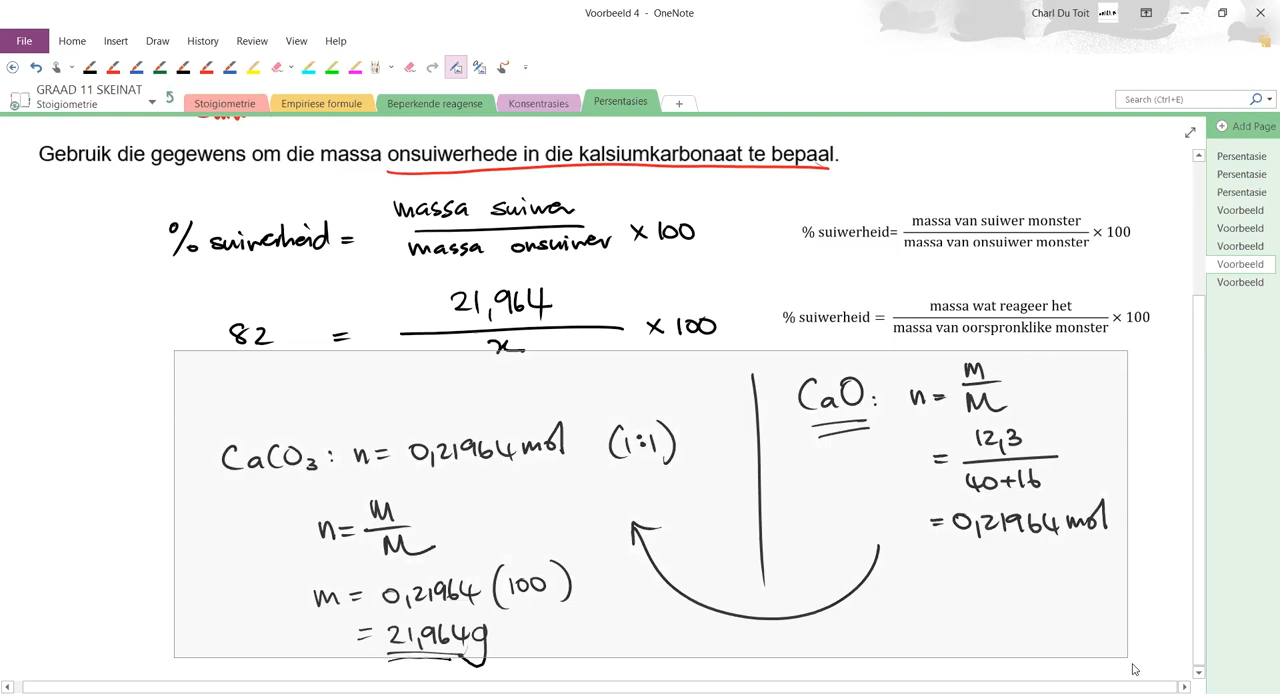 Voorbeeld 4 - OneNote
Charl Du Toit
File Home Insert Draw History Review View Help
GRAAD 11 SKEINAT
Stoigiometrie
Stoigiometrie Empiriese formule Beperkende reagense Konsentrasies Persentasies +
Search (Ctrl+E)
Add Page
Persentasie
Persentasie
Persentasie
Voorbeeld
Voorbeeld
Voorbeeld
Voorbeeld
Voorbeeld
Gebruik die gegewens om die massa onsuiwerhede in die kalsiumkarbonaat te bepaal.
% suiwerheid = massa suiwer / massa onsuiwer × 100
% suiwerheid= massa van suiwer monster / massa van onsuiwer monster × 100
82 = 21,964 / x × 100
% suiwerheid = massa wat reageer het / massa van oorspronklike monster × 100
CaCO₃ : n = 0,21964 mol (1:1)
n = m / M
m = 0,21964 (100)
= 21,964g
CaO : n = m / M
= 12,3 / 40+16
= 0,21964 mol